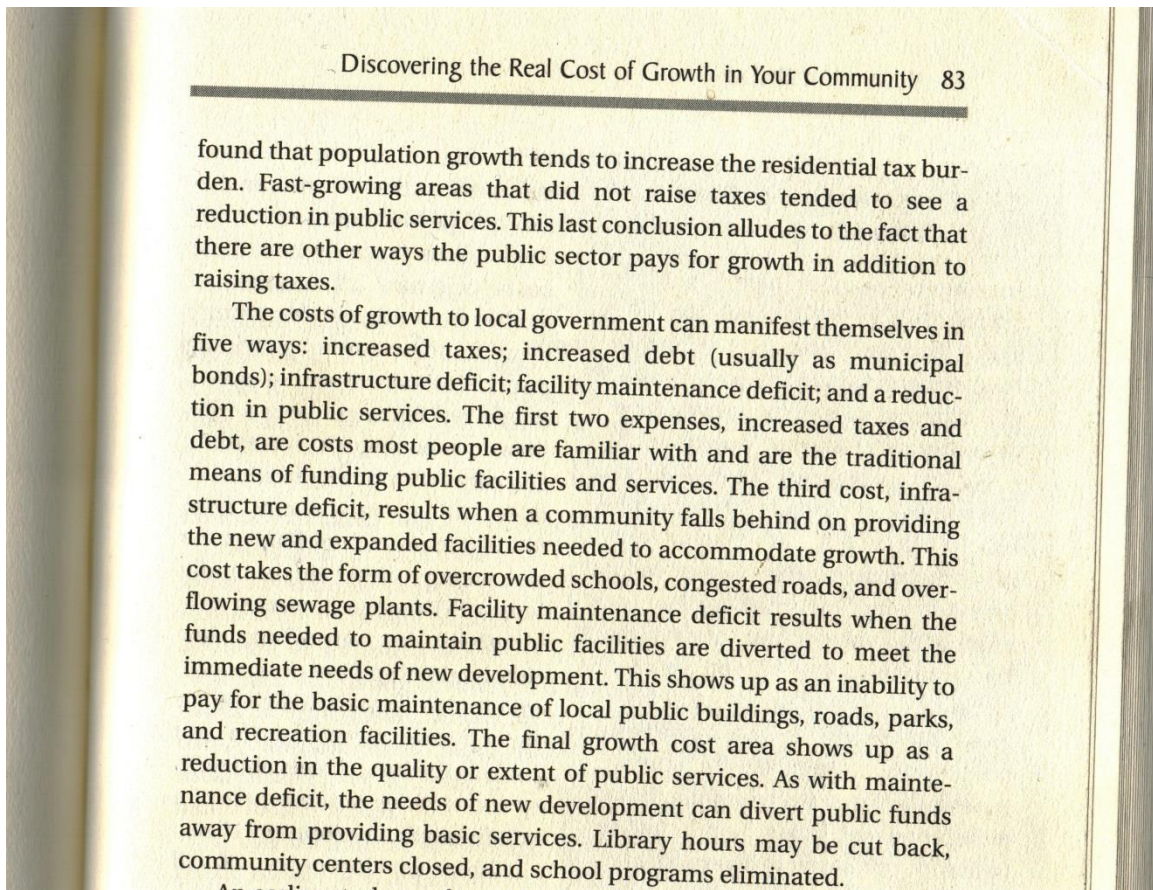 Discovering the Real Cost of Growth in Your Community 83
found that population growth tends to increase the residential tax bur-
den. Fast-growing areas that did not raise taxes tended to see a
reduction in public services. This last conclusion alludes to the fact that
there are other ways the public sector pays for growth in addition to
raising taxes.
The costs of growth to local government can manifest themselves in
five ways: increased taxes; increased debt (usually as municipal
bonds); infrastructure deficit; facility maintenance deficit; and a reduc-
tion in public services. The first two expenses, increased taxes and
debt, are costs most people are familiar with and are the traditional
means of funding public facilities and services. The third cost, infra-
structure deficit, results when a community falls behind on providing
the new and expanded facilities needed to accommodate growth. This
cost takes the form of overcrowded schools, congested roads, and over-
flowing sewage plants. Facility maintenance deficit results when the
funds needed to maintain public facilities are diverted to meet the
immediate needs of new development. This shows up as an inability to
pay for the basic maintenance of local public buildings, roads, parks,
and recreation facilities. The final growth cost area shows up as a
reduction in the quality or extent of public services. As with mainte-
nance deficit, the needs of new development can divert public funds
away from providing basic services. Library hours may be cut back,
community centers closed, and school programs eliminated.